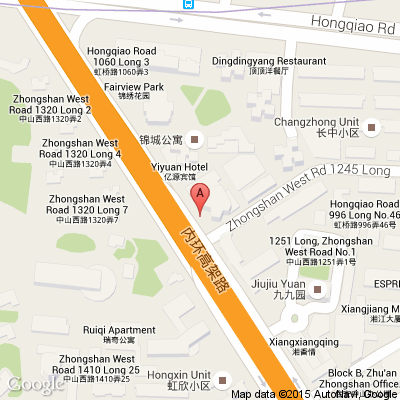 Hongqiao Rd
Hongqiao Road
1060 Long 3
虹桥路1060弄3
Dingdingyang Restaurant
顶顶洋餐厅
Fairview Park
锦绣花园
Zhongshan West
Road 1320 Long 2
中山西路1320弄2
Changzhong Unit
长中小区
锦城公寓
Zhongshan West
Road 1320 Long 4
中山西路1320弄4
Yiyuan Hotel
亿源宾馆
Zhongshan West Rd 1245 Long
A
Zhongshan West
Road 1320 Long 7
中山西路1320弄7
Hongqiao Road
996 Long No.46
虹桥路996弄46号
内环高架路
1251 Long, Zhongshan
West Road No.1
中山西路1251弄1号
Jiujiu Yuan
九九园
ESPR
Xiangjiang M
湘江大厦
Ruiqi Apartment
瑞奇公寓
Xiangxiangqing
湘香情
Zhongshan West
Road 1410 Long 25
中山西路1410弄25
Hongxin Unit
虹欣小区
Block B, Zhu'an
Zhongshan Office
Google
Map data ©2015 AutoNavi, Google